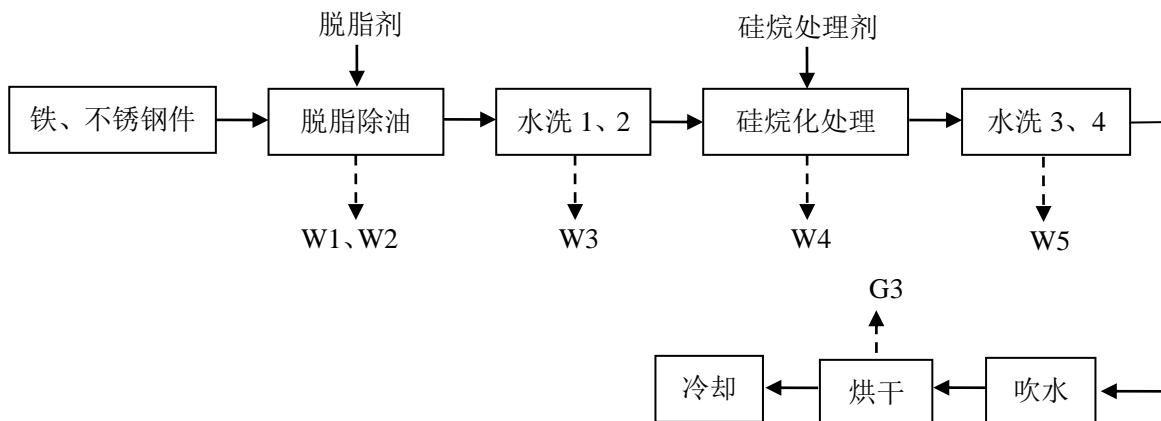 脱脂剂
硅烷处理剂
铁、不锈钢件
脱脂除油
水洗 1、2
硅烷化处理
水洗 3、4
W1、W2
W3
W4
W5
G3
冷却
烘干
吹水